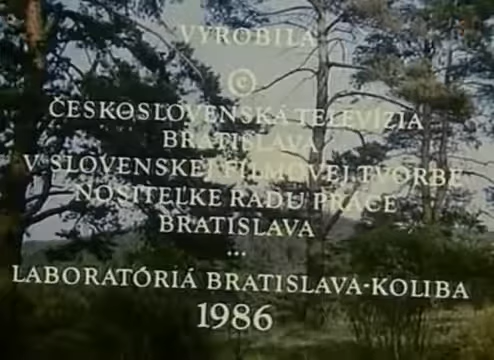 VYROBILA
©
ČESKOSLOVENSKÁ TELEVÍZIA
BRATISLAVA
V SLOVENSKEJ FILMOVEJ TVORBE
NOSITEĽKE RADU PRÁCE
BRATISLAVA
...
LABORATÓRIÁ BRATISLAVA-KOLIBA
1986